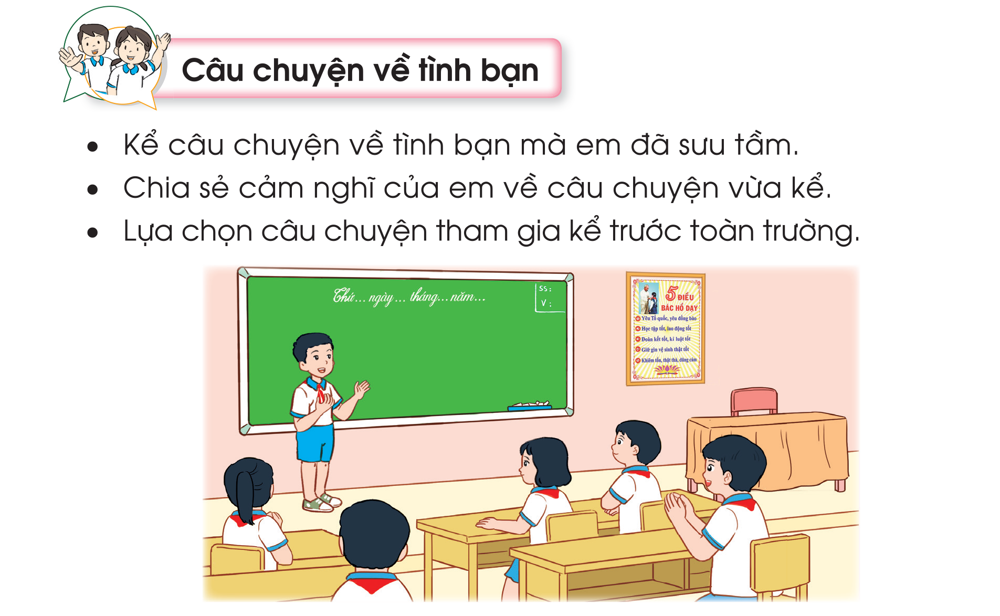 Câu chuyện về tình bạn
• Kể câu chuyện về tình bạn mà em đã sưu tầm.
• Chia sẻ cảm nghĩ của em về câu chuyện vừa kể.
• Lựa chọn câu chuyện tham gia kể trước toàn trường.
Thứ... ngày... tháng... năm...
SS:
V:
5 ĐIỀU
BÁC HỒ DẠY
1 Yêu Tổ quốc, yêu đồng bào
2 Học tập tốt, lao động tốt
3 Đoàn kết tốt, kỉ luật tốt
4 Giữ gìn vệ sinh thật tốt
5 Khiêm tốn, thật thà, dũng cảm